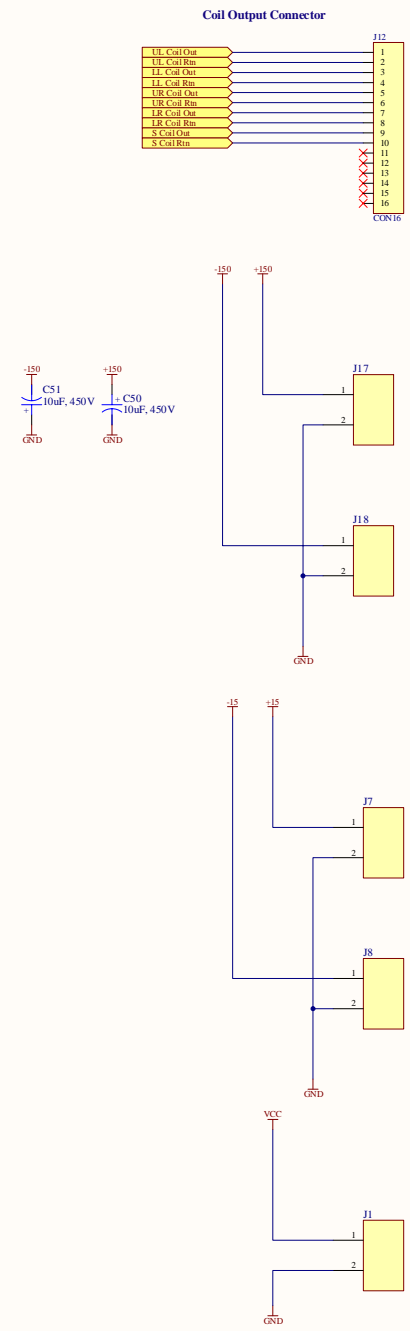 Coil Output Connector
J12
UL Coil Out 1
UL Coil Rtn 2
LL Coil Out 3
LL Coil Rtn 4
UR Coil Out 5
UR Coil Rtn 6
LR Coil Out 7
LR Coil Rtn 8
S Coil Out 9
S Coil Rtn 10
11
12
13
14
15
16
CON16
-150 +150
J17
1
2
-150 +150
C51 C50
+ 10uF, 450V + 10uF, 450V
GND GND
J18
1
2
GND
-15 +15
J7
1
2
J8
1
2
GND
VCC
J1
1
2
GND